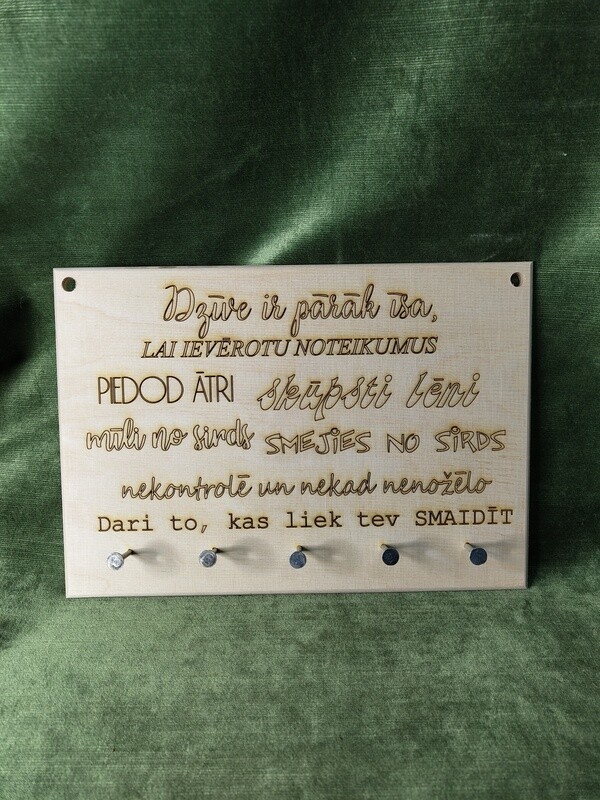 Dzīve ir pārāk īsa,
LAI IEVĒROTU NOTEIKUMUS
PIEDOD ĀTRI skūpsti lēni
mīli no sirds SMEJIES NO SIRDS
nekontrolē un nekad nenožēlo
Dari to, kas liek tev SMAIDĪT